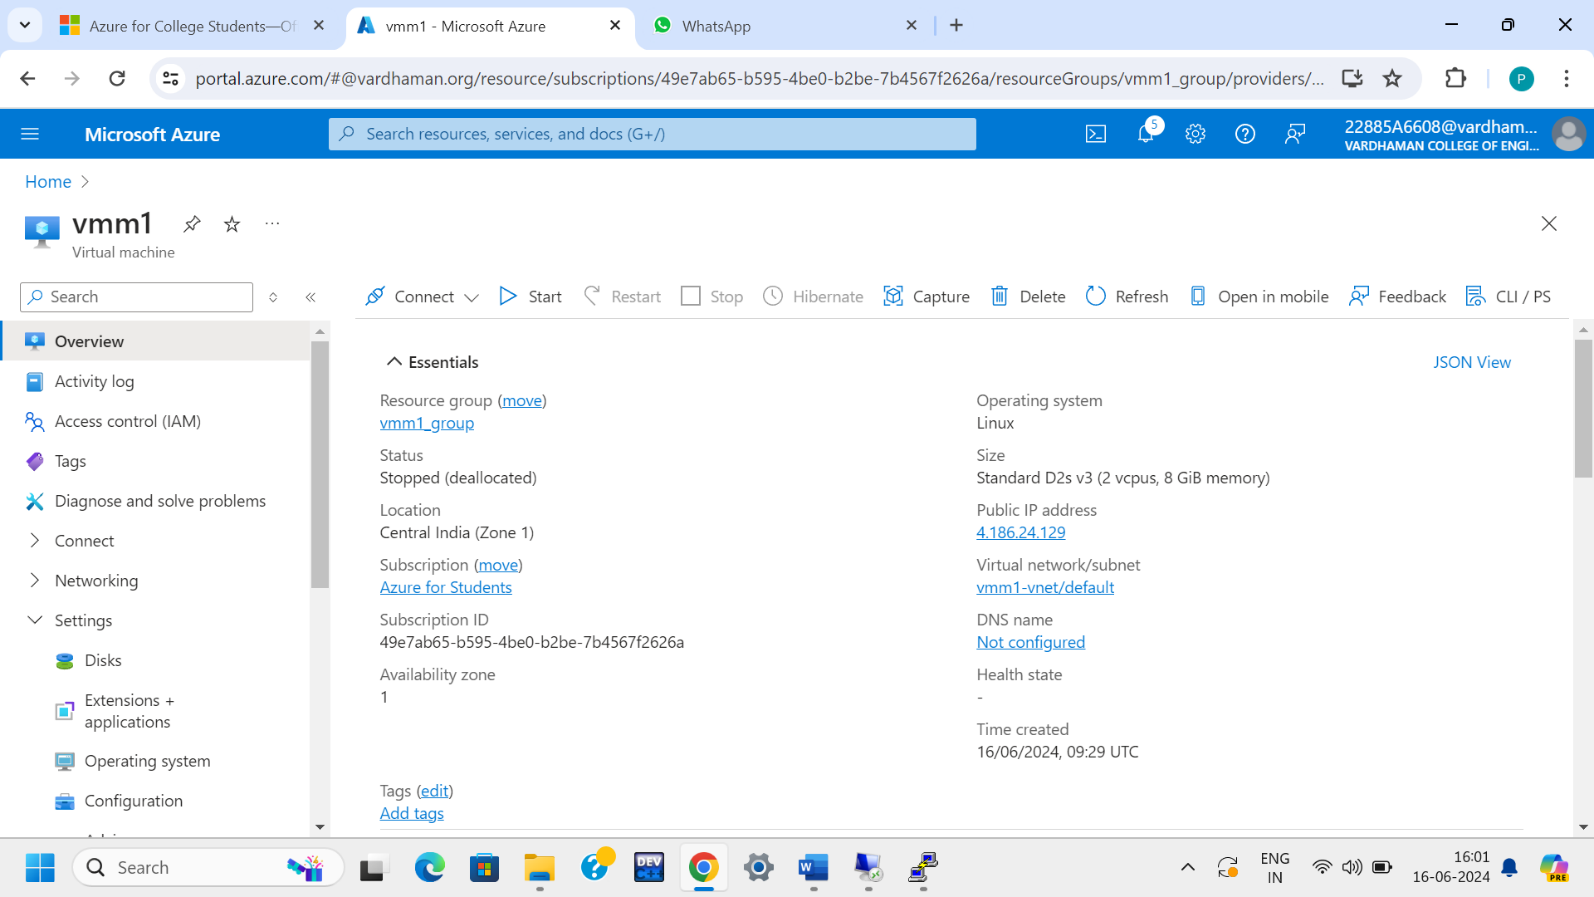 Azure for College Students—Of
vmm1 - Microsoft Azure
WhatsApp
portal.azure.com/#@vardhaman.org/resource/subscriptions/49e7ab65-b595-4be0-b2be-7b4567f2626a/resourceGroups/vmm1_group/providers/...
P
Microsoft Azure
Search resources, services, and docs (G+/)
5
22885A6608@vardham...
VARDHAMAN COLLEGE OF ENGI...
Home
vmm1
Virtual machine
Search
Connect
Start
Restart
Stop
Hibernate
Capture
Delete
Refresh
Open in mobile
Feedback
CLI / PS
Overview
Activity log
Access control (IAM)
Tags
Diagnose and solve problems
Connect
Networking
Settings
Disks
Extensions +
applications
Operating system
Configuration
Essentials
JSON View
Resource group (move)
vmm1_group
Status
Stopped (deallocated)
Location
Central India (Zone 1)
Subscription (move)
Azure for Students
Subscription ID
49e7ab65-b595-4be0-b2be-7b4567f2626a
Availability zone
1
Operating system
Linux
Size
Standard D2s v3 (2 vcpus, 8 GiB memory)
Public IP address
4.186.24.129
Virtual network/subnet
vmm1-vnet/default
DNS name
Not configured
Health state
-
Time created
16/06/2024, 09:29 UTC
Tags (edit)
Add tags
Search
DEV
C++
W
ENG
IN
16:01
16-06-2024
PRE